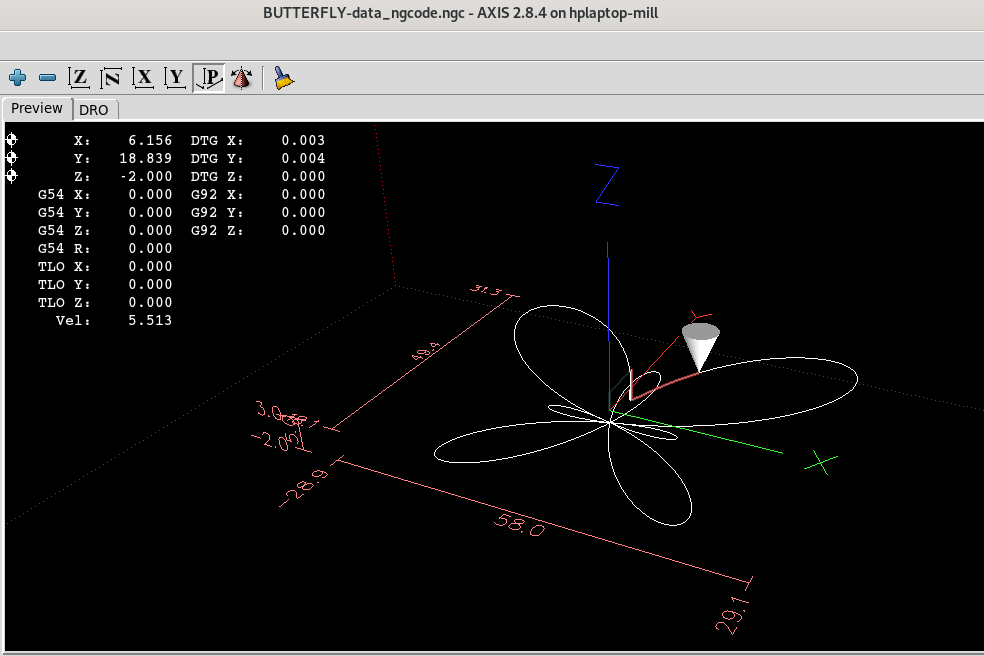 BUTTERFLY-data_ngcode.ngc - AXIS 2.8.4 on hplaptop-mill
Z N X Y P
Preview DRO
X: 6.156 DTG X: 0.003
Y: 18.839 DTG Y: 0.004
Z: -2.000 DTG Z: 0.000
G54 X: 0.000 G92 X: 0.000
G54 Y: 0.000 G92 Y: 0.000
G54 Z: 0.000 G92 Z: 0.000
G54 R: 0.000
TLO X: 0.000
TLO Y: 0.000
TLO Z: 0.000
Vel: 5.513
Z
31.3
Y
49.4
3.0
-2.0
X
-28.9
58.0
29.1